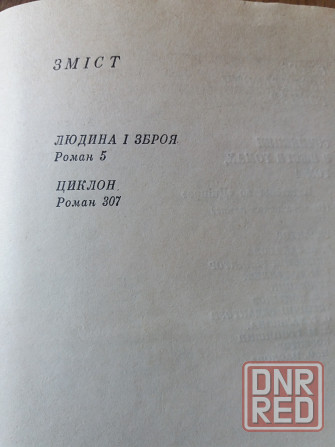 ЗМІСТ
ЛЮДИНА І ЗБРОЯ
Роман 5
ЦИКЛОН
Роман 307
DNR
RED